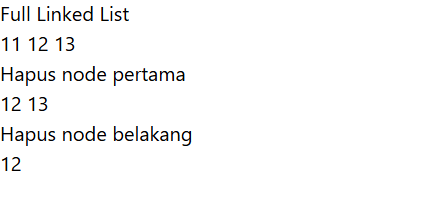 Full Linked List
11 12 13
Hapus node pertama
12 13
Hapus node belakang
12